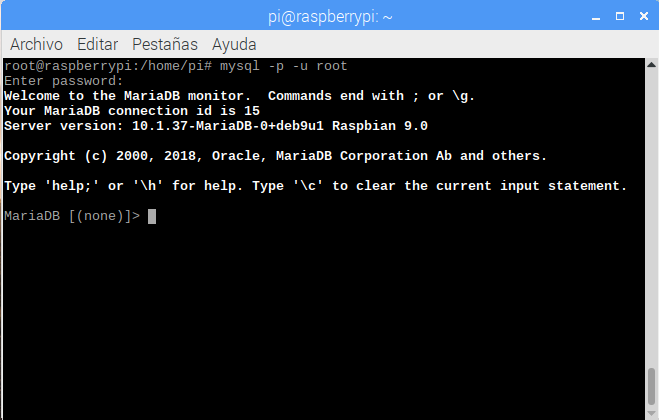 pi@raspberrypi: ~
Archivo Editar Pestañas Ayuda
root@raspberrypi:/home/pi# mysql -p -u root
Enter password:
Welcome to the MariaDB monitor.  Commands end with ; or \g.
Your MariaDB connection id is 15
Server version: 10.1.37-MariaDB-0+deb9u1 Raspbian 9.0
Copyright (c) 2000, 2018, Oracle, MariaDB Corporation Ab and others.
Type 'help;' or '\h' for help. Type '\c' to clear the current input statement.
MariaDB [(none)]>